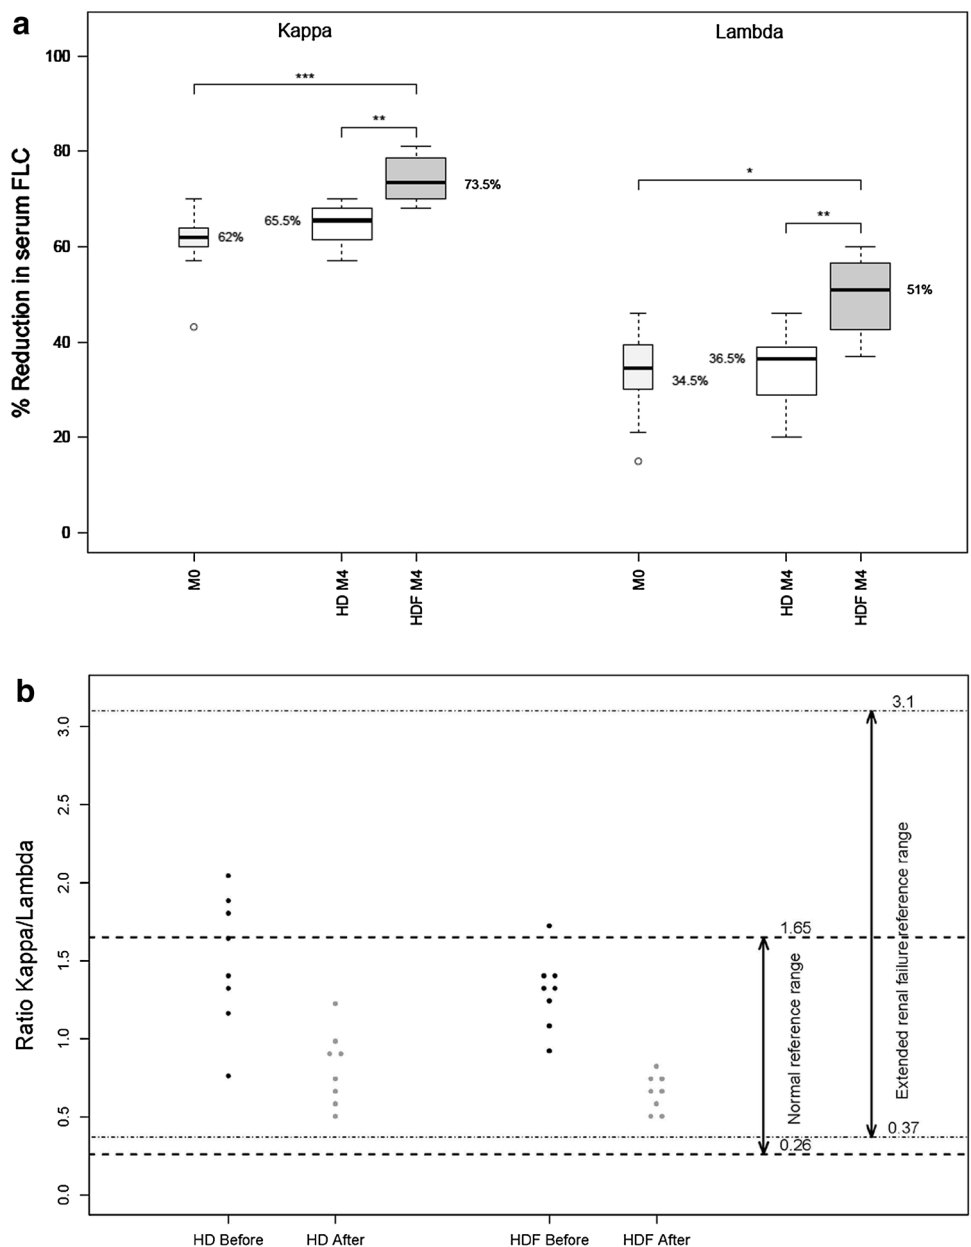 a
Kappa Lambda
100
80
60
40
20
0
% Reduction in serum FLC
***
**
*
**
62%
65.5%
73.5%
34.5%
36.5%
51%
M0
HD M4
HDF M4
M0
HD M4
HDF M4
b
3.0
2.5
2.0
1.5
1.0
0.5
0.0
Ratio Kappa/Lambda
3.1
1.65
0.37
0.26
Normal reference range
Extended renal failure reference range
HD Before HD After HDF Before HDF After